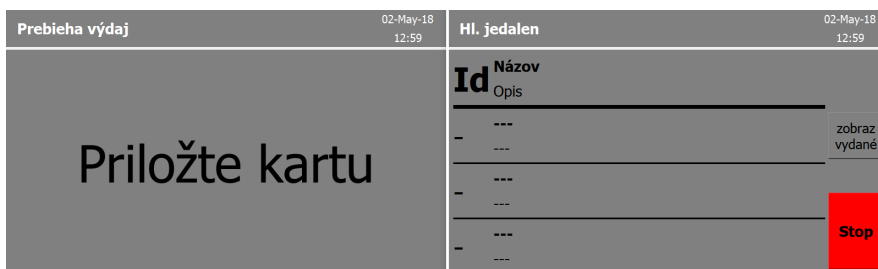 Prebieha výdaj
02-May-18
12:59
Priložte kartu
Hl. jedalen
02-May-18
12:59
Id
Názov
Opis
- ---
---
- ---
---
- ---
---
zobraz
vydané
Stop